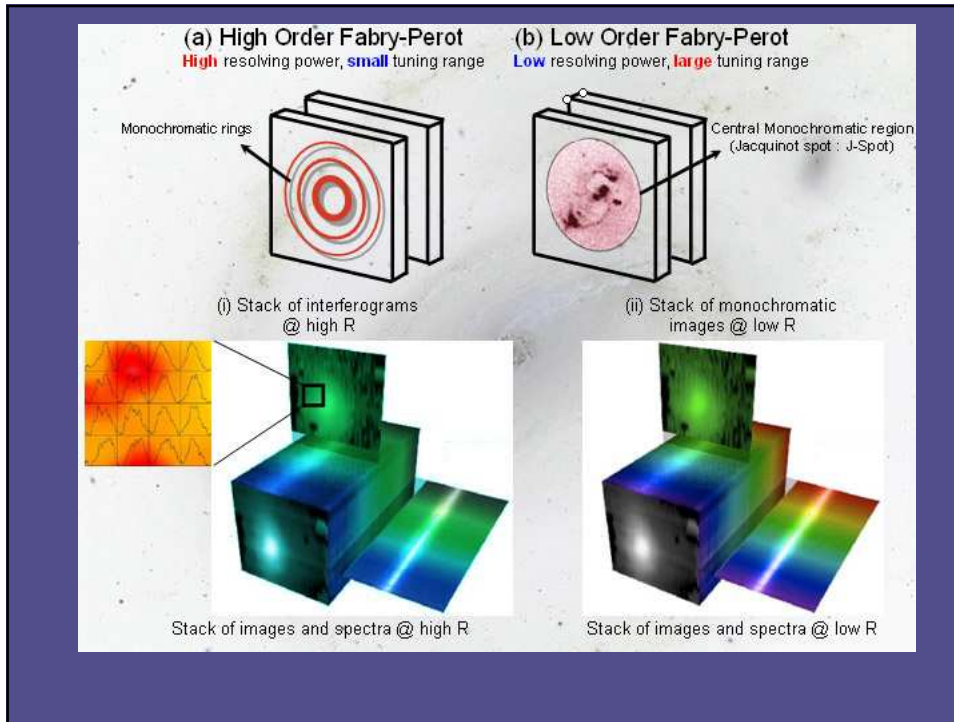 (a) High Order Fabry-Perot
High resolving power, small tuning range
Monochromatic rings
(i) Stack of interferograms
@ high R
Stack of images and spectra @ high R
(b) Low Order Fabry-Perot
Low resolving power, large tuning range
Central Monochromatic region
(Jacquinot spot : J-Spot)
(ii) Stack of monochromatic
images @ low R
Stack of images and spectra @ low R